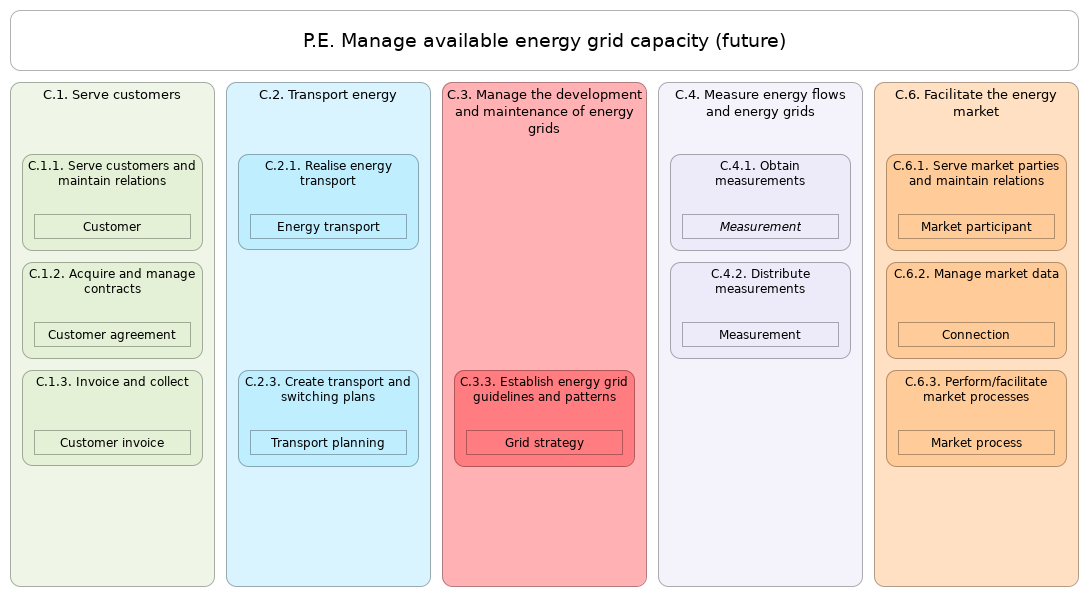 P.E. Manage available energy grid capacity (future)
C.1. Serve customers
C.1.1. Serve customers and
maintain relations
Customer
C.1.2. Acquire and manage
contracts
Customer agreement
C.1.3. Invoice and collect
Customer invoice
C.2. Transport energy
C.2.1. Realise energy
transport
Energy transport
C.2.3. Create transport and
switching plans
Transport planning
C.3. Manage the development
and maintenance of energy
grids
C.3.3. Establish energy grid
guidelines and patterns
Grid strategy
C.4. Measure energy flows
and energy grids
C.4.1. Obtain
measurements
Measurement
C.4.2. Distribute
measurements
Measurement
C.6. Facilitate the energy
market
C.6.1. Serve market parties
and maintain relations
Market participant
C.6.2. Manage market data
Connection
C.6.3. Perform/facilitate
market processes
Market process